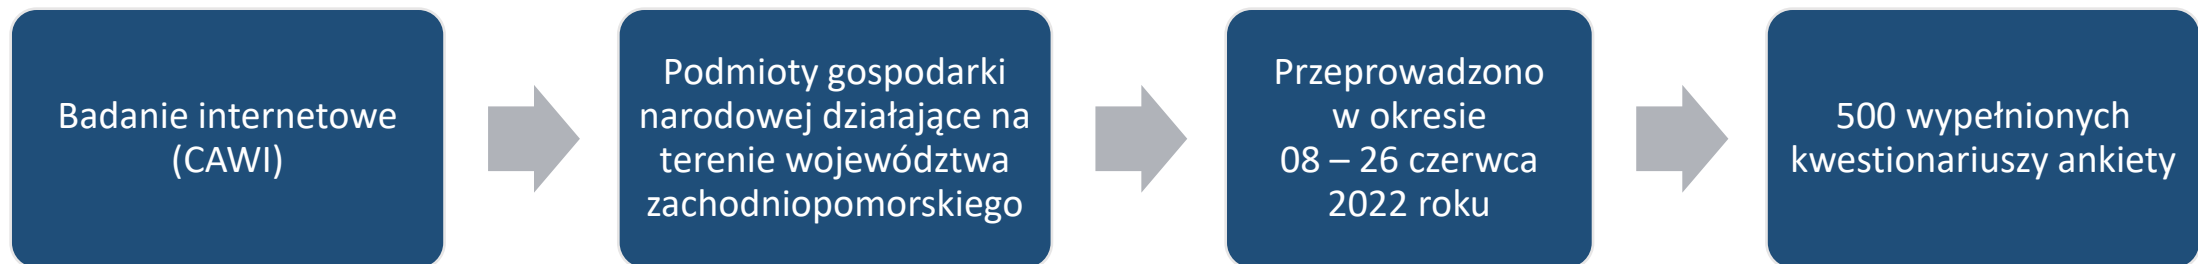 Badanie internetowe
(CAWI)
Podmioty gospodarki
narodowej działające na
terenie województwa
zachodniopomorskiego
Przeprowadzono
w okresie
08 – 26 czerwca
2022 roku
500 wypełnionych
kwestionariuszy ankiety